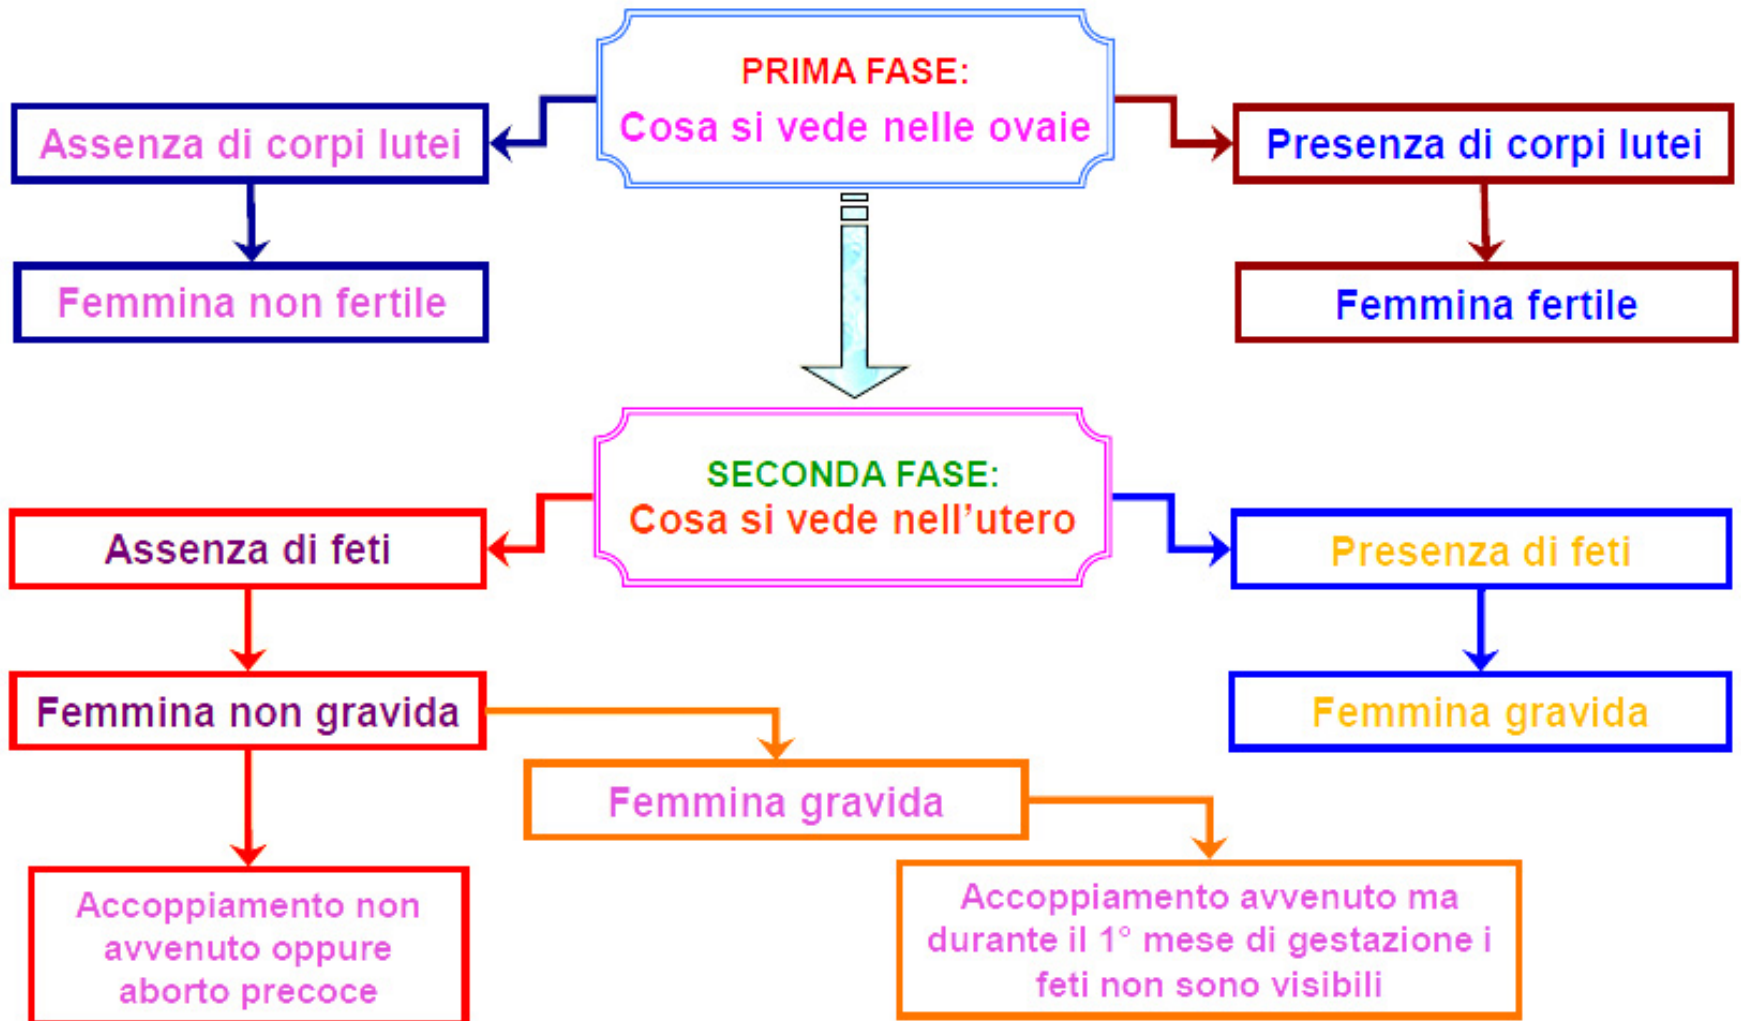 PRIMA FASE:
Cosa si vede nelle ovaie
Assenza di corpi lutei
Presenza di corpi lutei
Femmina non fertile
Femmina fertile
SECONDA FASE:
Cosa si vede nell'utero
Assenza di feti
Presenza di feti
Femmina non gravida
Femmina gravida
Femmina gravida
Accoppiamento non
avvenuto oppure
aborto precoce
Accoppiamento avvenuto ma
durante il 1° mese di gestazione i
feti non sono visibili